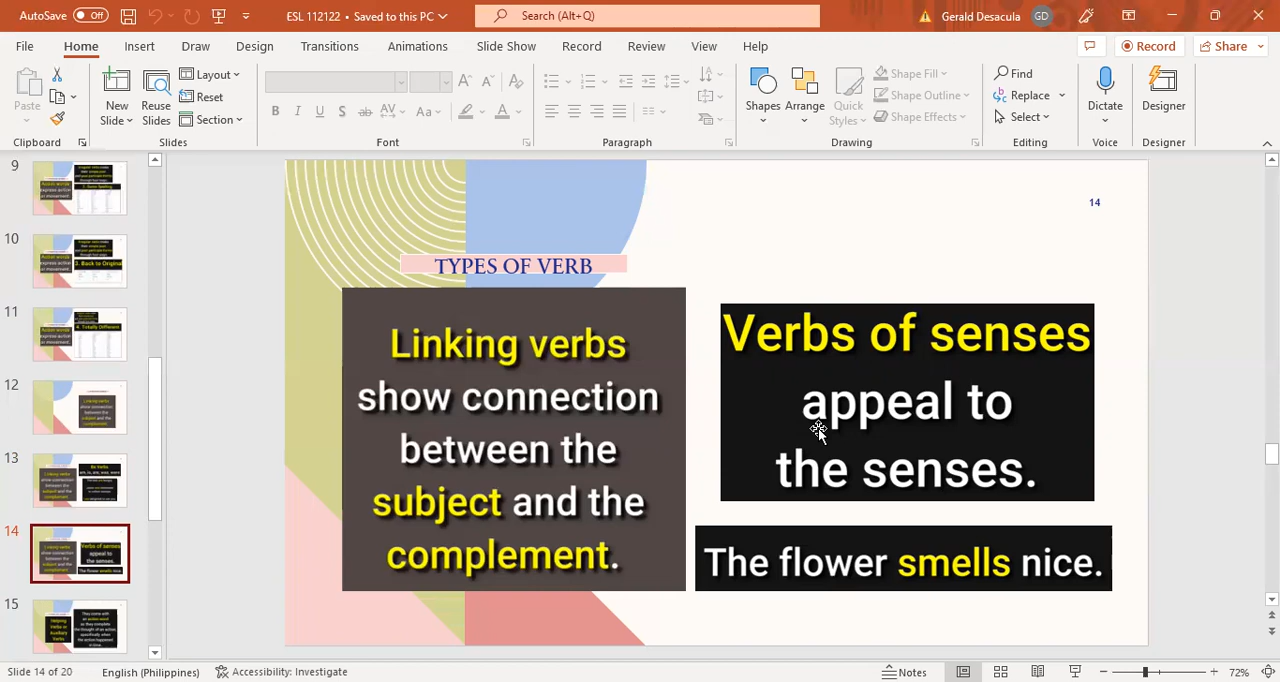 AutoSave Off
ESL 112122 • Saved to this PC
Search (Alt+Q)
Gerald Desacula GD
File Home Insert Draw Design Transitions Animations Slide Show Record Review View Help
Record Share
Paste
New Slide
Reuse Slides
Layout
Reset
Section
Shapes Arrange Quick Styles
Shape Fill
Shape Outline
Shape Effects
Find
Replace
Select
Dictate
Designer
Clipboard Slides Font Paragraph Drawing Editing Voice Designer
9
10
11
12
13
14
15
14
TYPES OF VERB
Linking verbs
show connection
between the
subject and the
complement.
Verbs of senses
appeal to
the senses.
The flower smells nice.
Slide 14 of 20 English (Philippines) Accessibility: Investigate Notes 72%